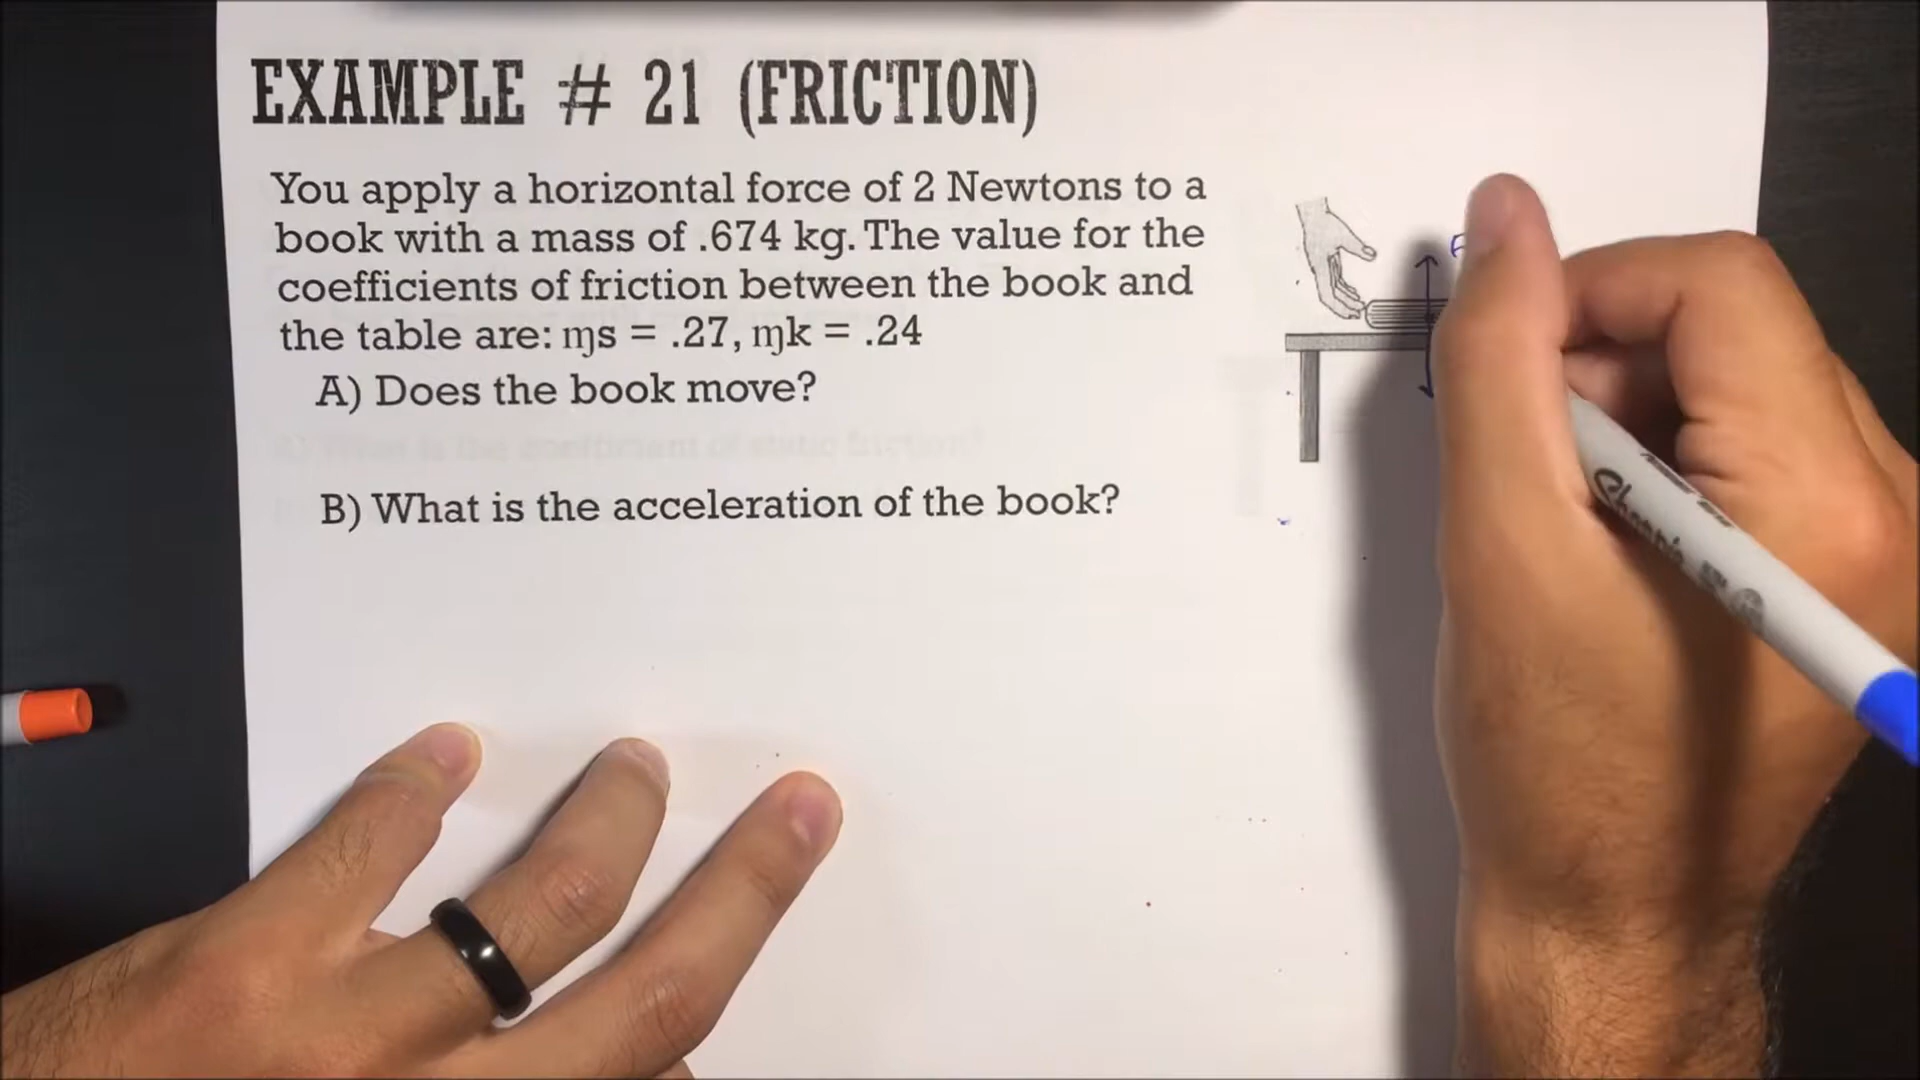 EXAMPLE # 21 (FRICTION)
You apply a horizontal force of 2 Newtons to a
book with a mass of .674 kg. The value for the
coefficients of friction between the book and
the table are: ɱs = .27, ɱk = .24
A) Does the book move?
B) What is the acceleration of the book?
F
Sharpie